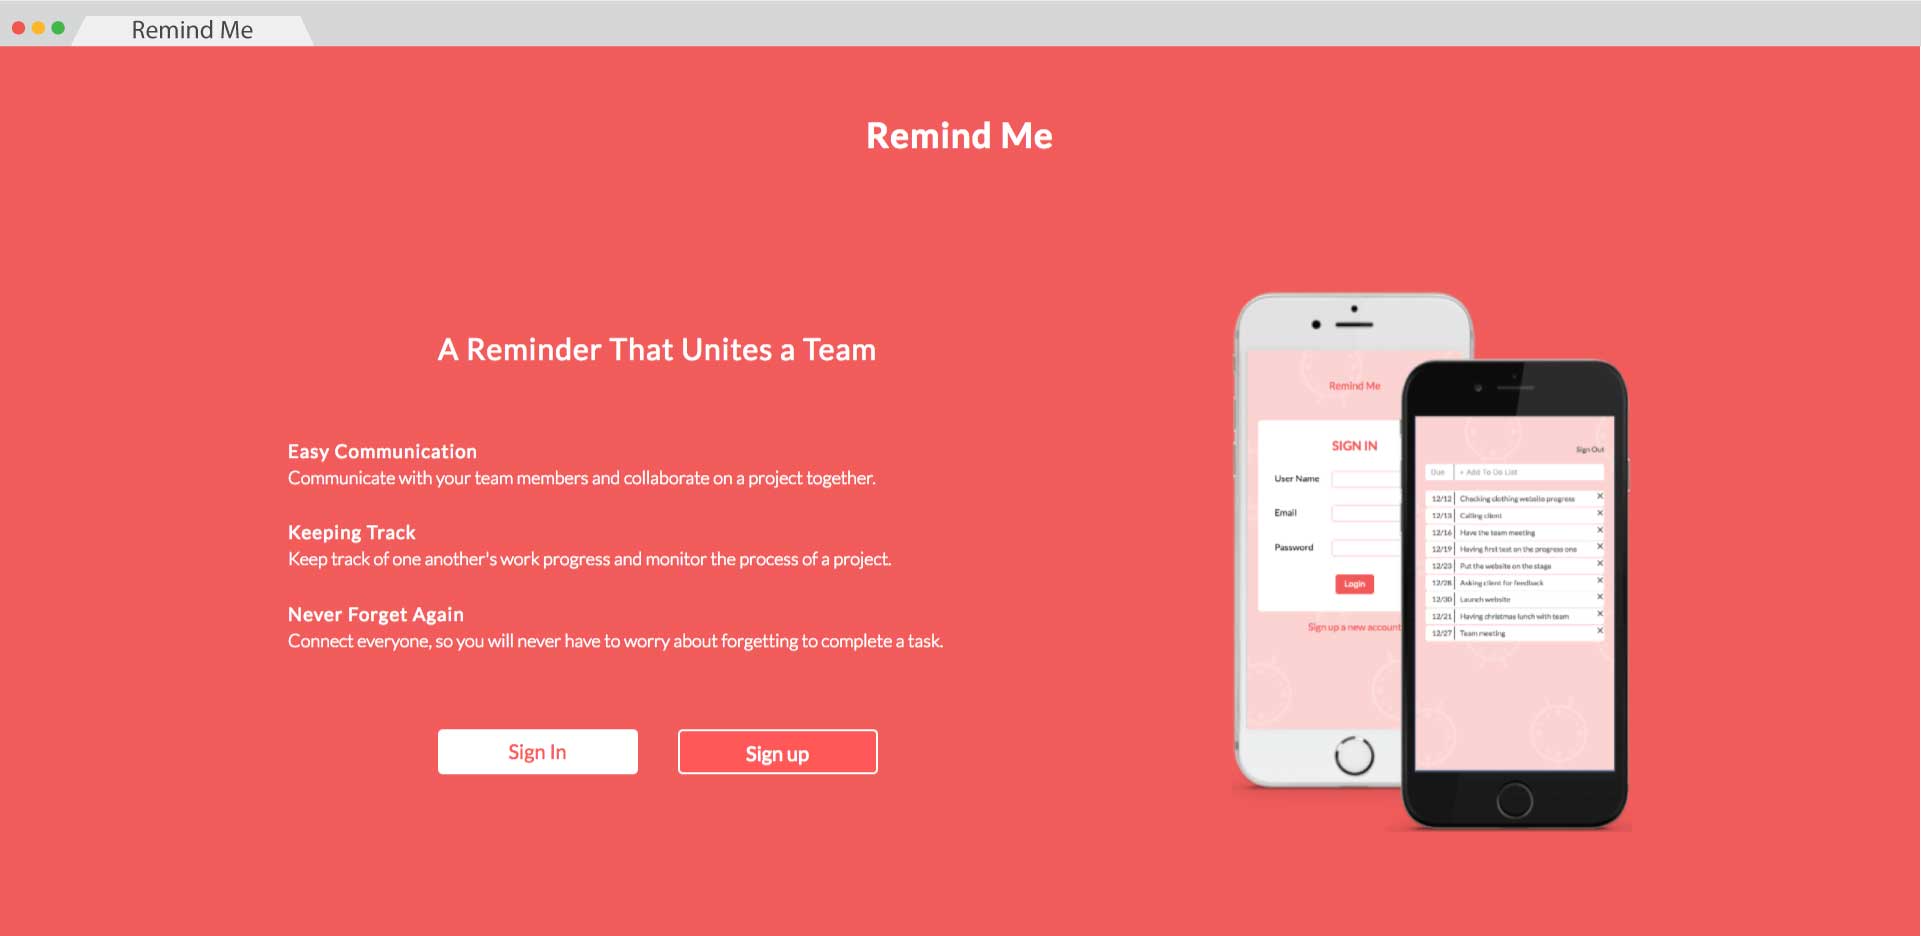 Remind Me
Remind Me
A Reminder That Unites a Team
Easy Communication
Communicate with your team members and collaborate on a project together.
Keeping Track
Keep track of one another's work progress and monitor the process of a project.
Never Forget Again
Connect everyone, so you will never have to worry about forgetting to complete a task.
Sign In
Sign up
Remind Me
SIGN IN
User Name
Email
Password
Login
Sign up a new account
Sign Out
Due + Add To Do List
12/12 Checking clothing website progress ×
12/13 Calling client ×
12/16 Have the team meeting ×
12/19 Having first test on the progress one ×
12/23 Put the website on the stage ×
12/28 Asking client for feedback ×
12/30 Launch website ×
12/21 Having christmas lunch with team ×
12/27 Team meeting ×